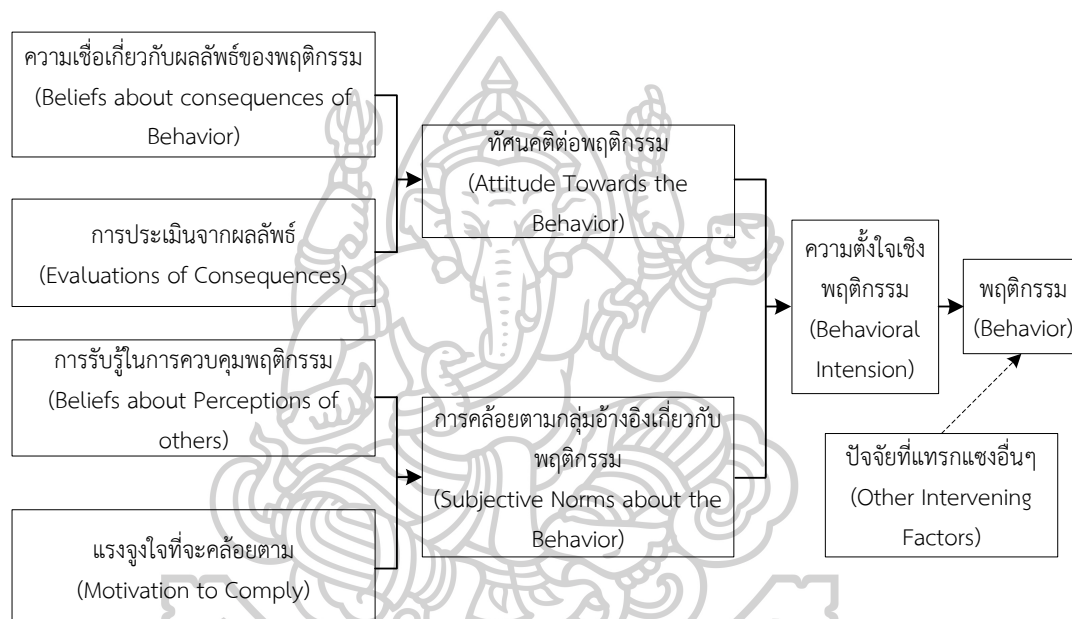 ความเชื่อเกี่ยวกับผลลัพธ์ของพฤติกรรม
(Beliefs about consequences of
Behavior)
การประเมินจากผลลัพธ์
(Evaluations of Consequences)
การรับรู้ในการควบคุมพฤติกรรม
(Beliefs about Perceptions of
others)
แรงจูงใจที่จะคล้อยตาม
(Motivation to Comply)
ทัศนคติต่อพฤติกรรม
(Attitude Towards the
Behavior)
การคล้อยตามกลุ่มอ้างอิงเกี่ยวกับ
พฤติกรรม
(Subjective Norms about the
Behavior)
ความตั้งใจเชิง
พฤติกรรม
(Behavioral
Intension)
พฤติกรรม
(Behavior)
ปัจจัยที่แทรกแซงอื่นๆ
(Other Intervening
Factors)